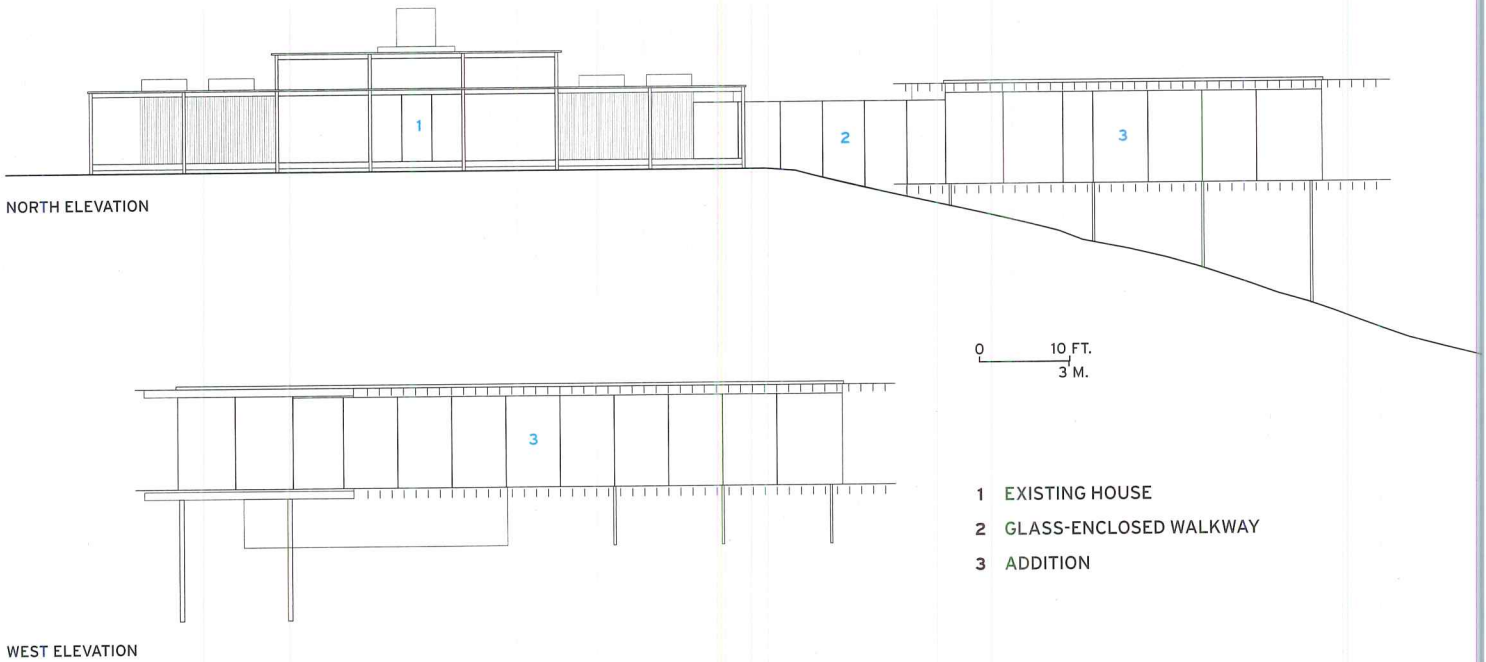 1
2
3
NORTH ELEVATION
0 10 FT.
3 M.
3
1 EXISTING HOUSE
2 GLASS-ENCLOSED WALKWAY
3 ADDITION
WEST ELEVATION